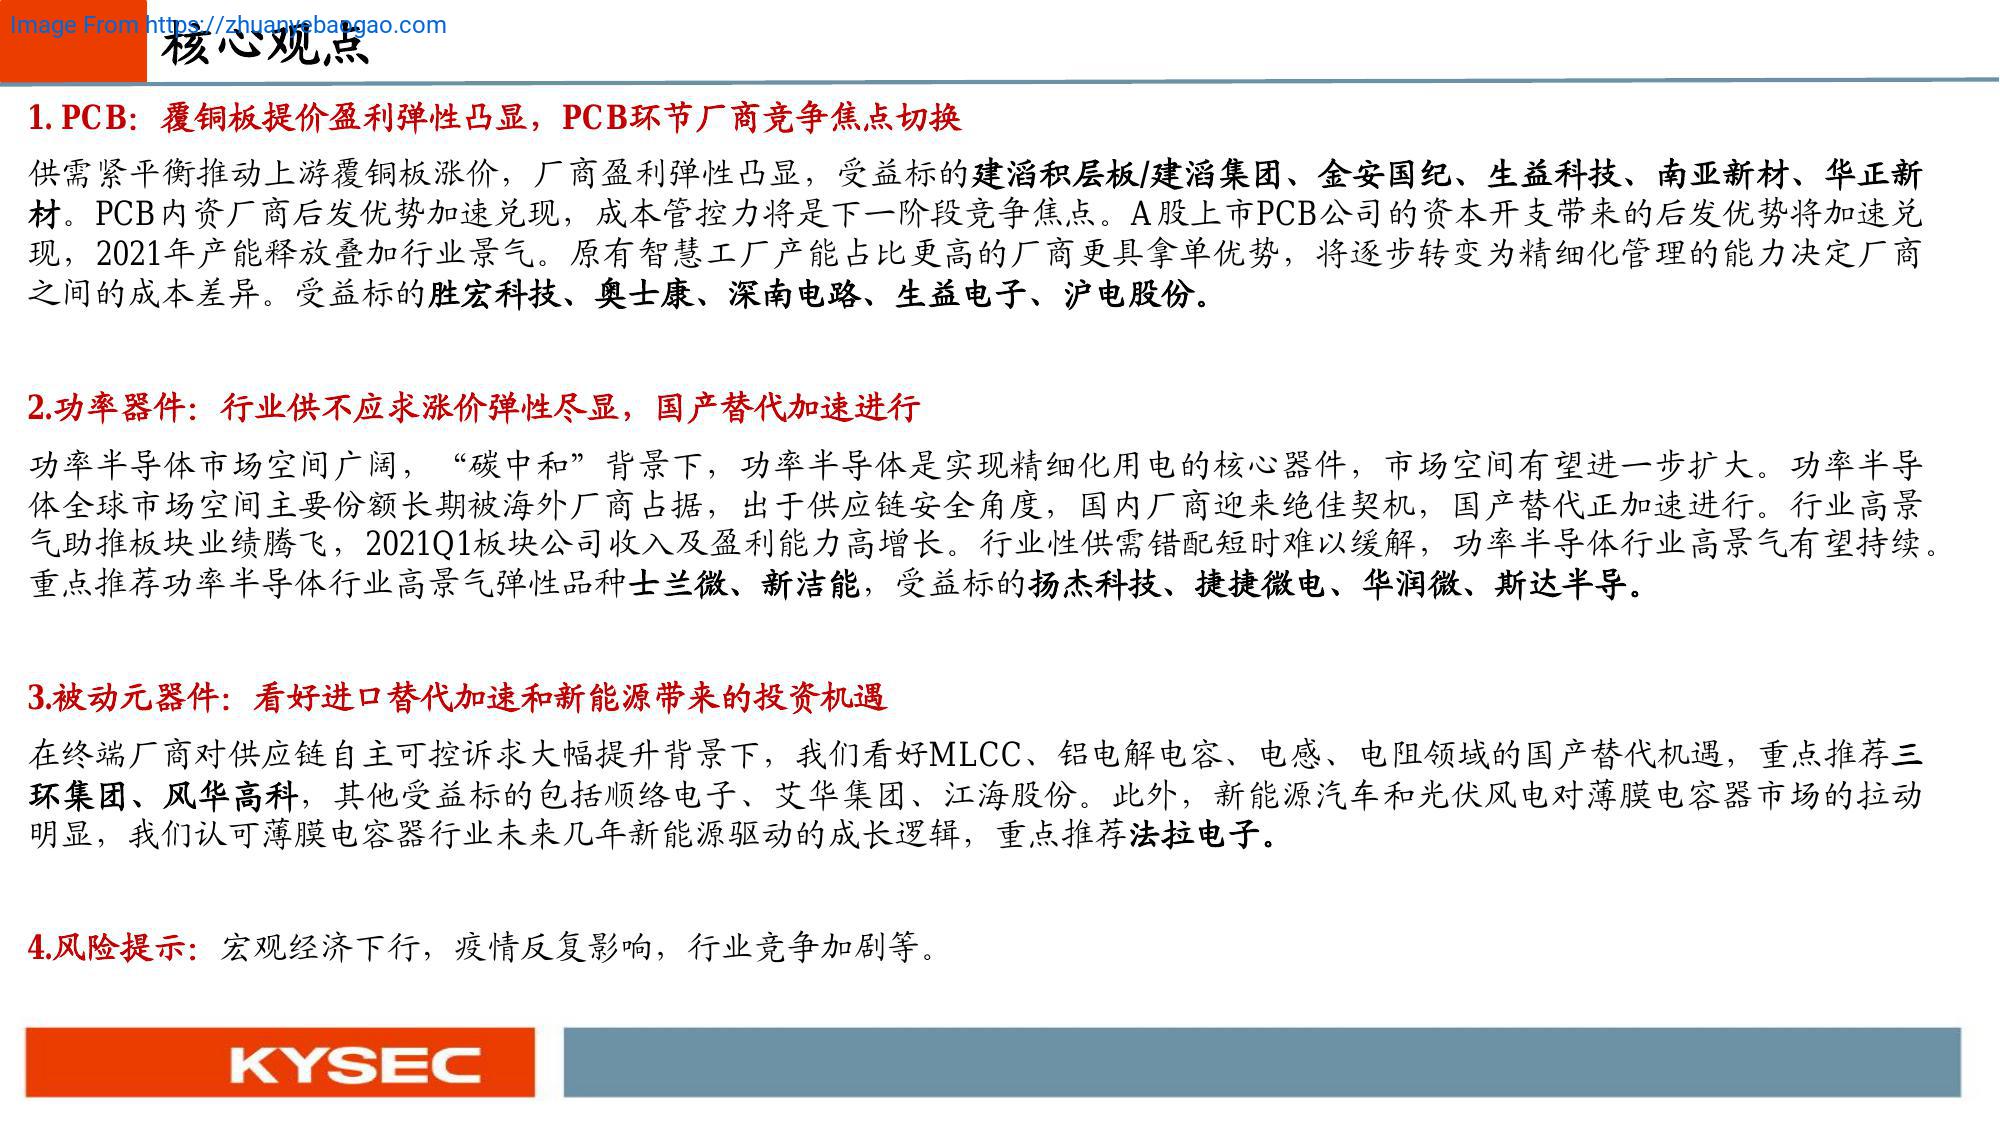 Image From https://zhuanyebaogao.com
核心观点
1. PCB：覆铜板提价盈利弹性凸显，PCB环节厂商竞争焦点切换
供需紧平衡推动上游覆铜板涨价，厂商盈利弹性凸显，受益标的建滔积层板/建滔集团、金安国纪、生益科技、南亚新材、华正新
材。PCB内资厂商后发优势加速兑现，成本管控力将是下一阶段竞争焦点。A股上市PCB公司的资本开支带来的后发优势将加速兑
现，2021年产能释放叠加行业景气。原有智慧工厂产能占比更高的厂商更具拿单优势，将逐步转变为精细化管理的能力决定厂商
之间的成本差异。受益标的胜宏科技、奥士康、深南电路、生益电子、沪电股份。
2.功率器件：行业供不应求涨价弹性尽显，国产替代加速进行
功率半导体市场空间广阔，“碳中和”背景下，功率半导体是实现精细化用电的核心器件，市场空间有望进一步扩大。功率半导
体全球市场空间主要份额长期被海外厂商占据，出于供应链安全角度，国内厂商迎来绝佳契机，国产替代正加速进行。行业高景
气助推板块业绩腾飞，2021Q1板块公司收入及盈利能力高增长。行业性供需错配短时难以缓解，功率半导体行业高景气有望持续。
重点推荐功率半导体行业高景气弹性品种士兰微、新洁能，受益标的扬杰科技、捷捷微电、华润微、斯达半导。
3.被动元器件：看好进口替代加速和新能源带来的投资机遇
在终端厂商对供应链自主可控诉求大幅提升背景下，我们看好MLCC、铝电解电容、电感、电阻领域的国产替代机遇，重点推荐三
环集团、风华高科，其他受益标的包括顺络电子、艾华集团、江海股份。此外，新能源汽车和光伏风电对薄膜电容器市场的拉动
明显，我们认可薄膜电容器行业未来几年新能源驱动的成长逻辑，重点推荐法拉电子。
4.风险提示：宏观经济下行，疫情反复影响，行业竞争加剧等。
KYSEC